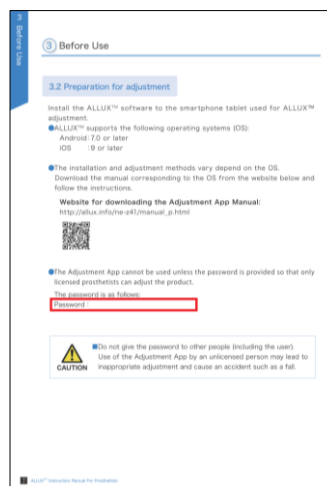 3 Before Use
③ Before Use
3.2 Preparation for adjustment
Install the ALLUX™ software to the smartphone tablet used for ALLUX™
adjustment.
●ALLUX™ supports the following operating systems (OS):
Android: 7.0 or later
iOS : 9 or later
●The installation and adjustment methods vary depending on the OS.
Download the manual corresponding to the OS from the website below and
follow the instructions.
Website for downloading the Adjustment App Manual:
http://allux.info/ne-z41/manual_p.html
●The Adjustment App cannot be used unless the password is provided so that only
licensed prosthetists can adjust the product.
The password is as follows:
Password :
■Do not give the password to other people (including the user).
Use of the Adjustment App by an unlicensed person may lead to
inappropriate adjustment and cause an accident such as a fall.
CAUTION
ALLUX™ Instruction Manual For Prosthetists